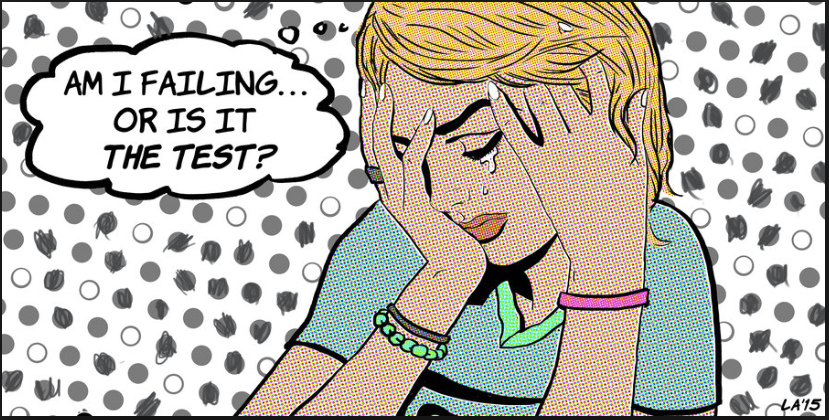 AM I FAILING...
OR IS IT
THE TEST?
LA'15